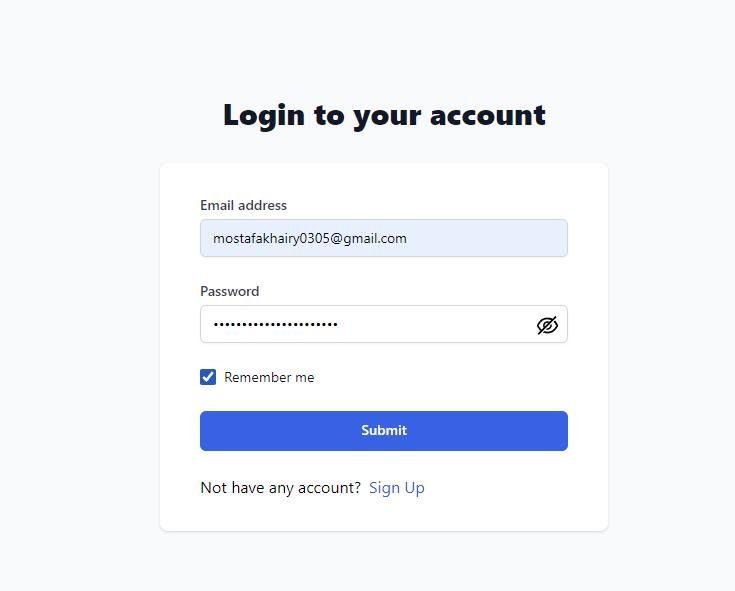 Login to your account
Email address
mostafakhairy0305@gmail.com
Password
••••••••••••••••••••••
Remember me
Submit
Not have any account? Sign Up